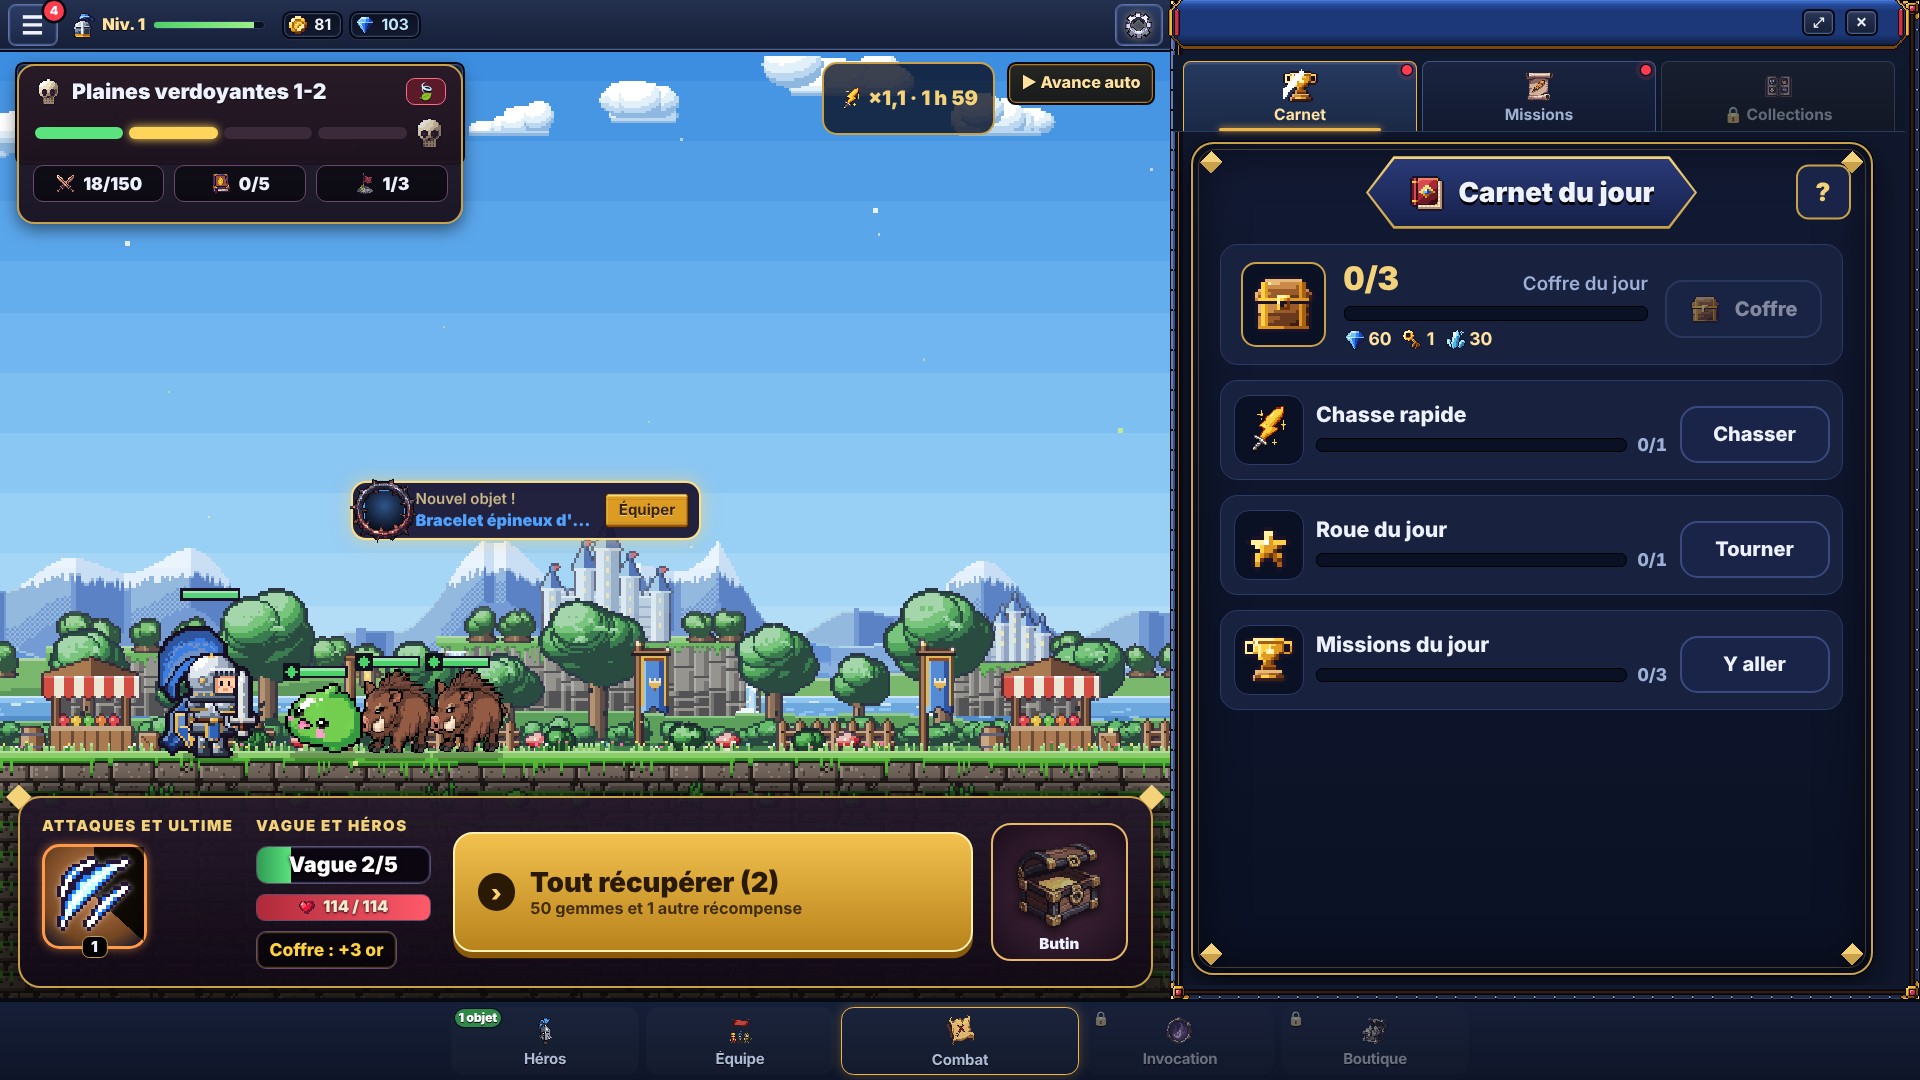 4
Niv. 1
81
103
Plaines verdoyantes 1-2
18/150
0/5
1/3
×1,1 · 1 h 59
Avance auto
Nouvel objet !
Bracelet épineux d'...
Équiper
ATTAQUES ET ULTIME
1
VAGUE ET HÉROS
Vague 2/5
114 / 114
Coffre : +3 or
Tout récupérer (2)
50 gemmes et 1 autre récompense
Butin
1 objet
Héros
Équipe
Combat
Invocation
Boutique
Carnet
Missions
Collections
Carnet du jour
?
0/3
Coffre du jour
60
1
30
Coffre
Chasse rapide
0/1
Chasser
Roue du jour
0/1
Tourner
Missions du jour
0/3
Y aller